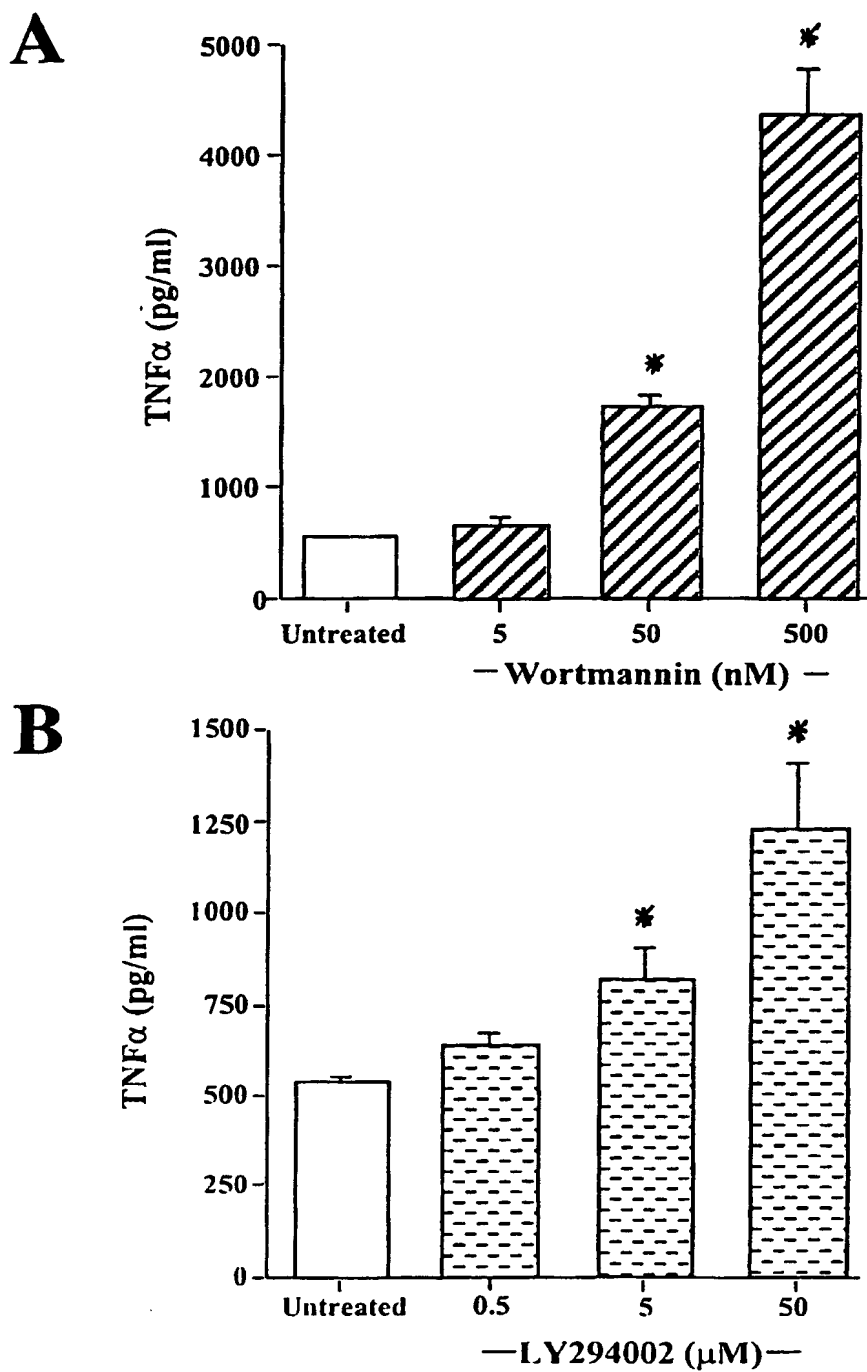 A
5000
4000
3000
2000
1000
0
TNFα (pg/ml)
*
*
Untreated 5 50 500
—Wortmannin (nM) —
B
1500
1250
1000
750
500
250
0
TNFα (pg/ml)
*
*
Untreated 0.5 5 50
—LY294002 (μM)—